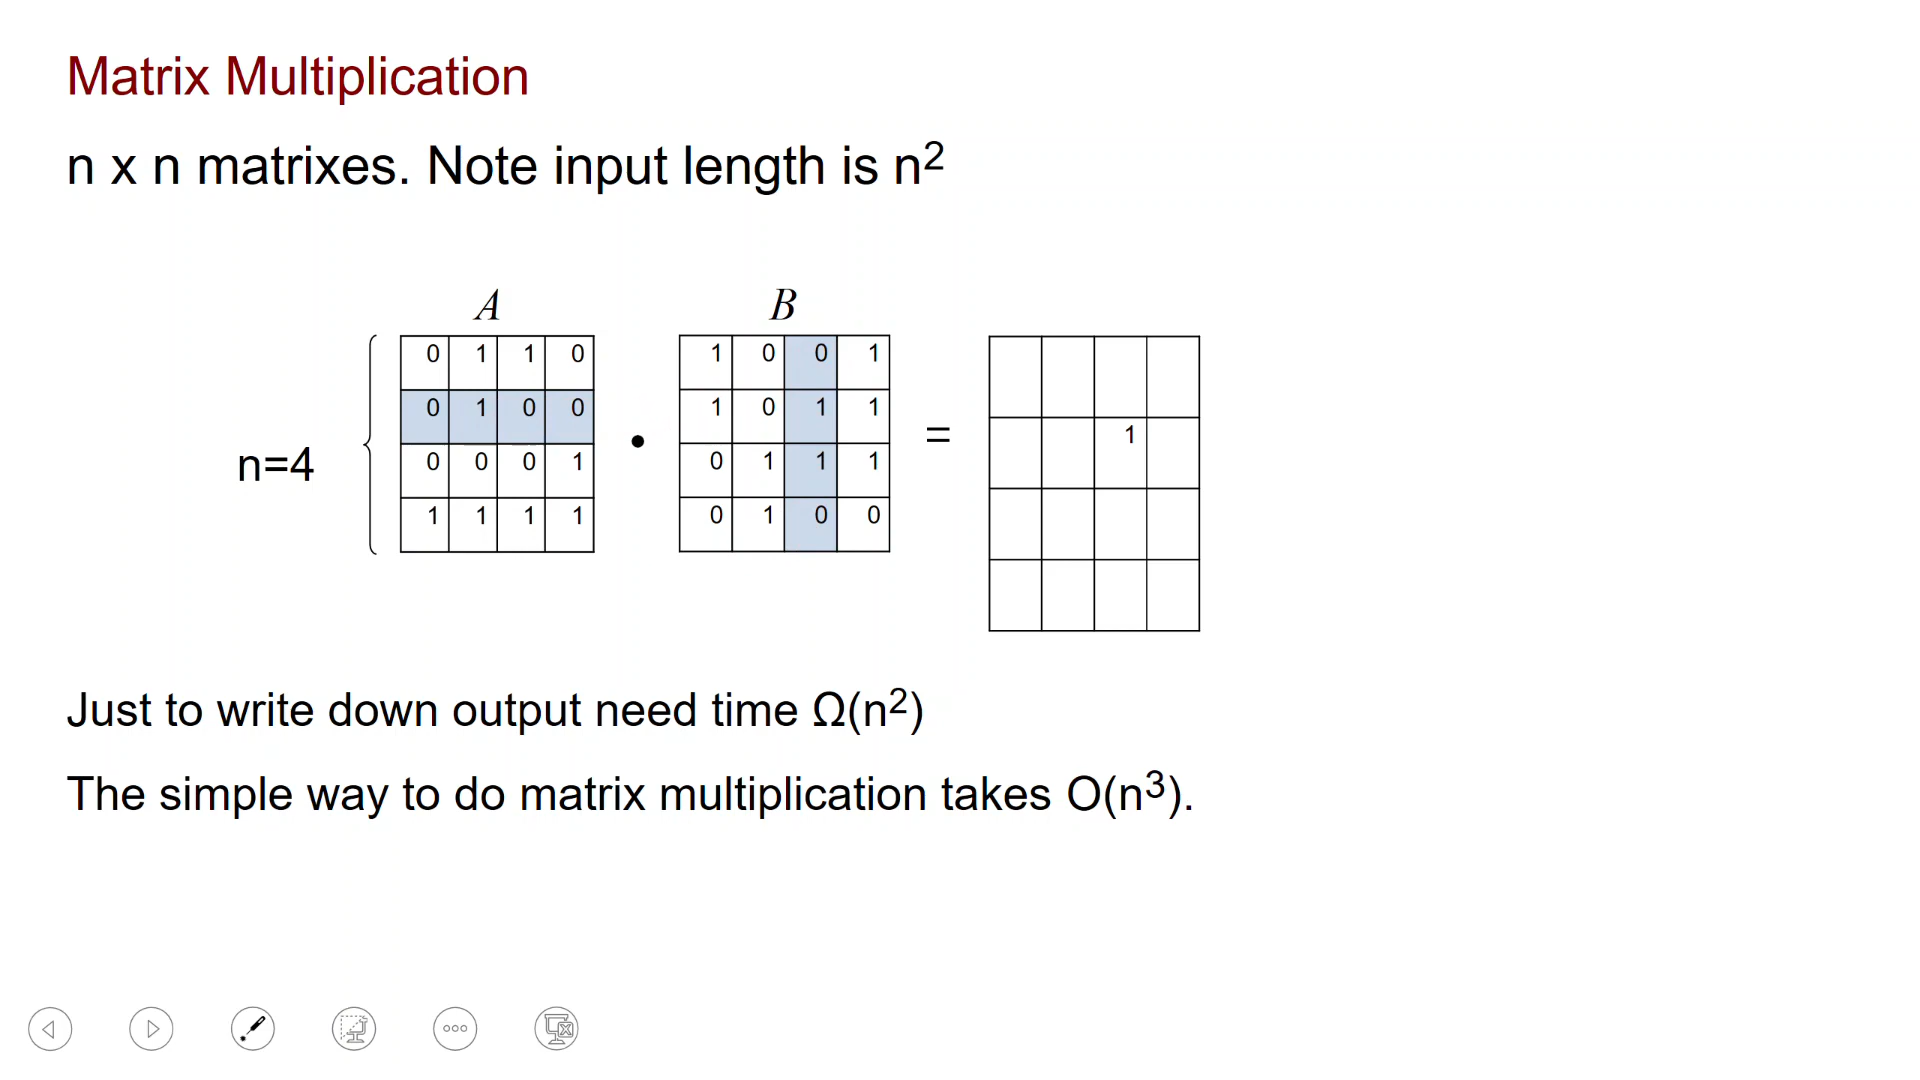 Matrix Multiplication
n x n matrixes. Note input length is n²
A B
0 1 1 0 1 0 0 1
0 1 0 0 1 0 1 1 1
n=4 • =
0 0 0 1 0 1 1 1
1 1 1 1 0 1 0 0
Just to write down output need time Ω(n²)
The simple way to do matrix multiplication takes O(n³).